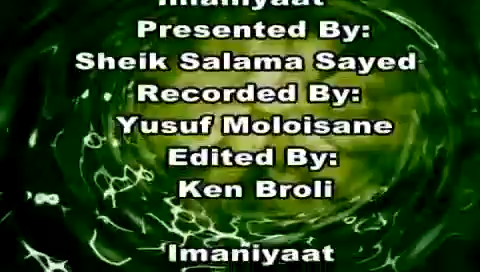 Imaniyaat
Presented By:
Sheik Salama Sayed
Recorded By:
Yusuf Moloisane
Edited By:
Ken Broli
Imaniyaat